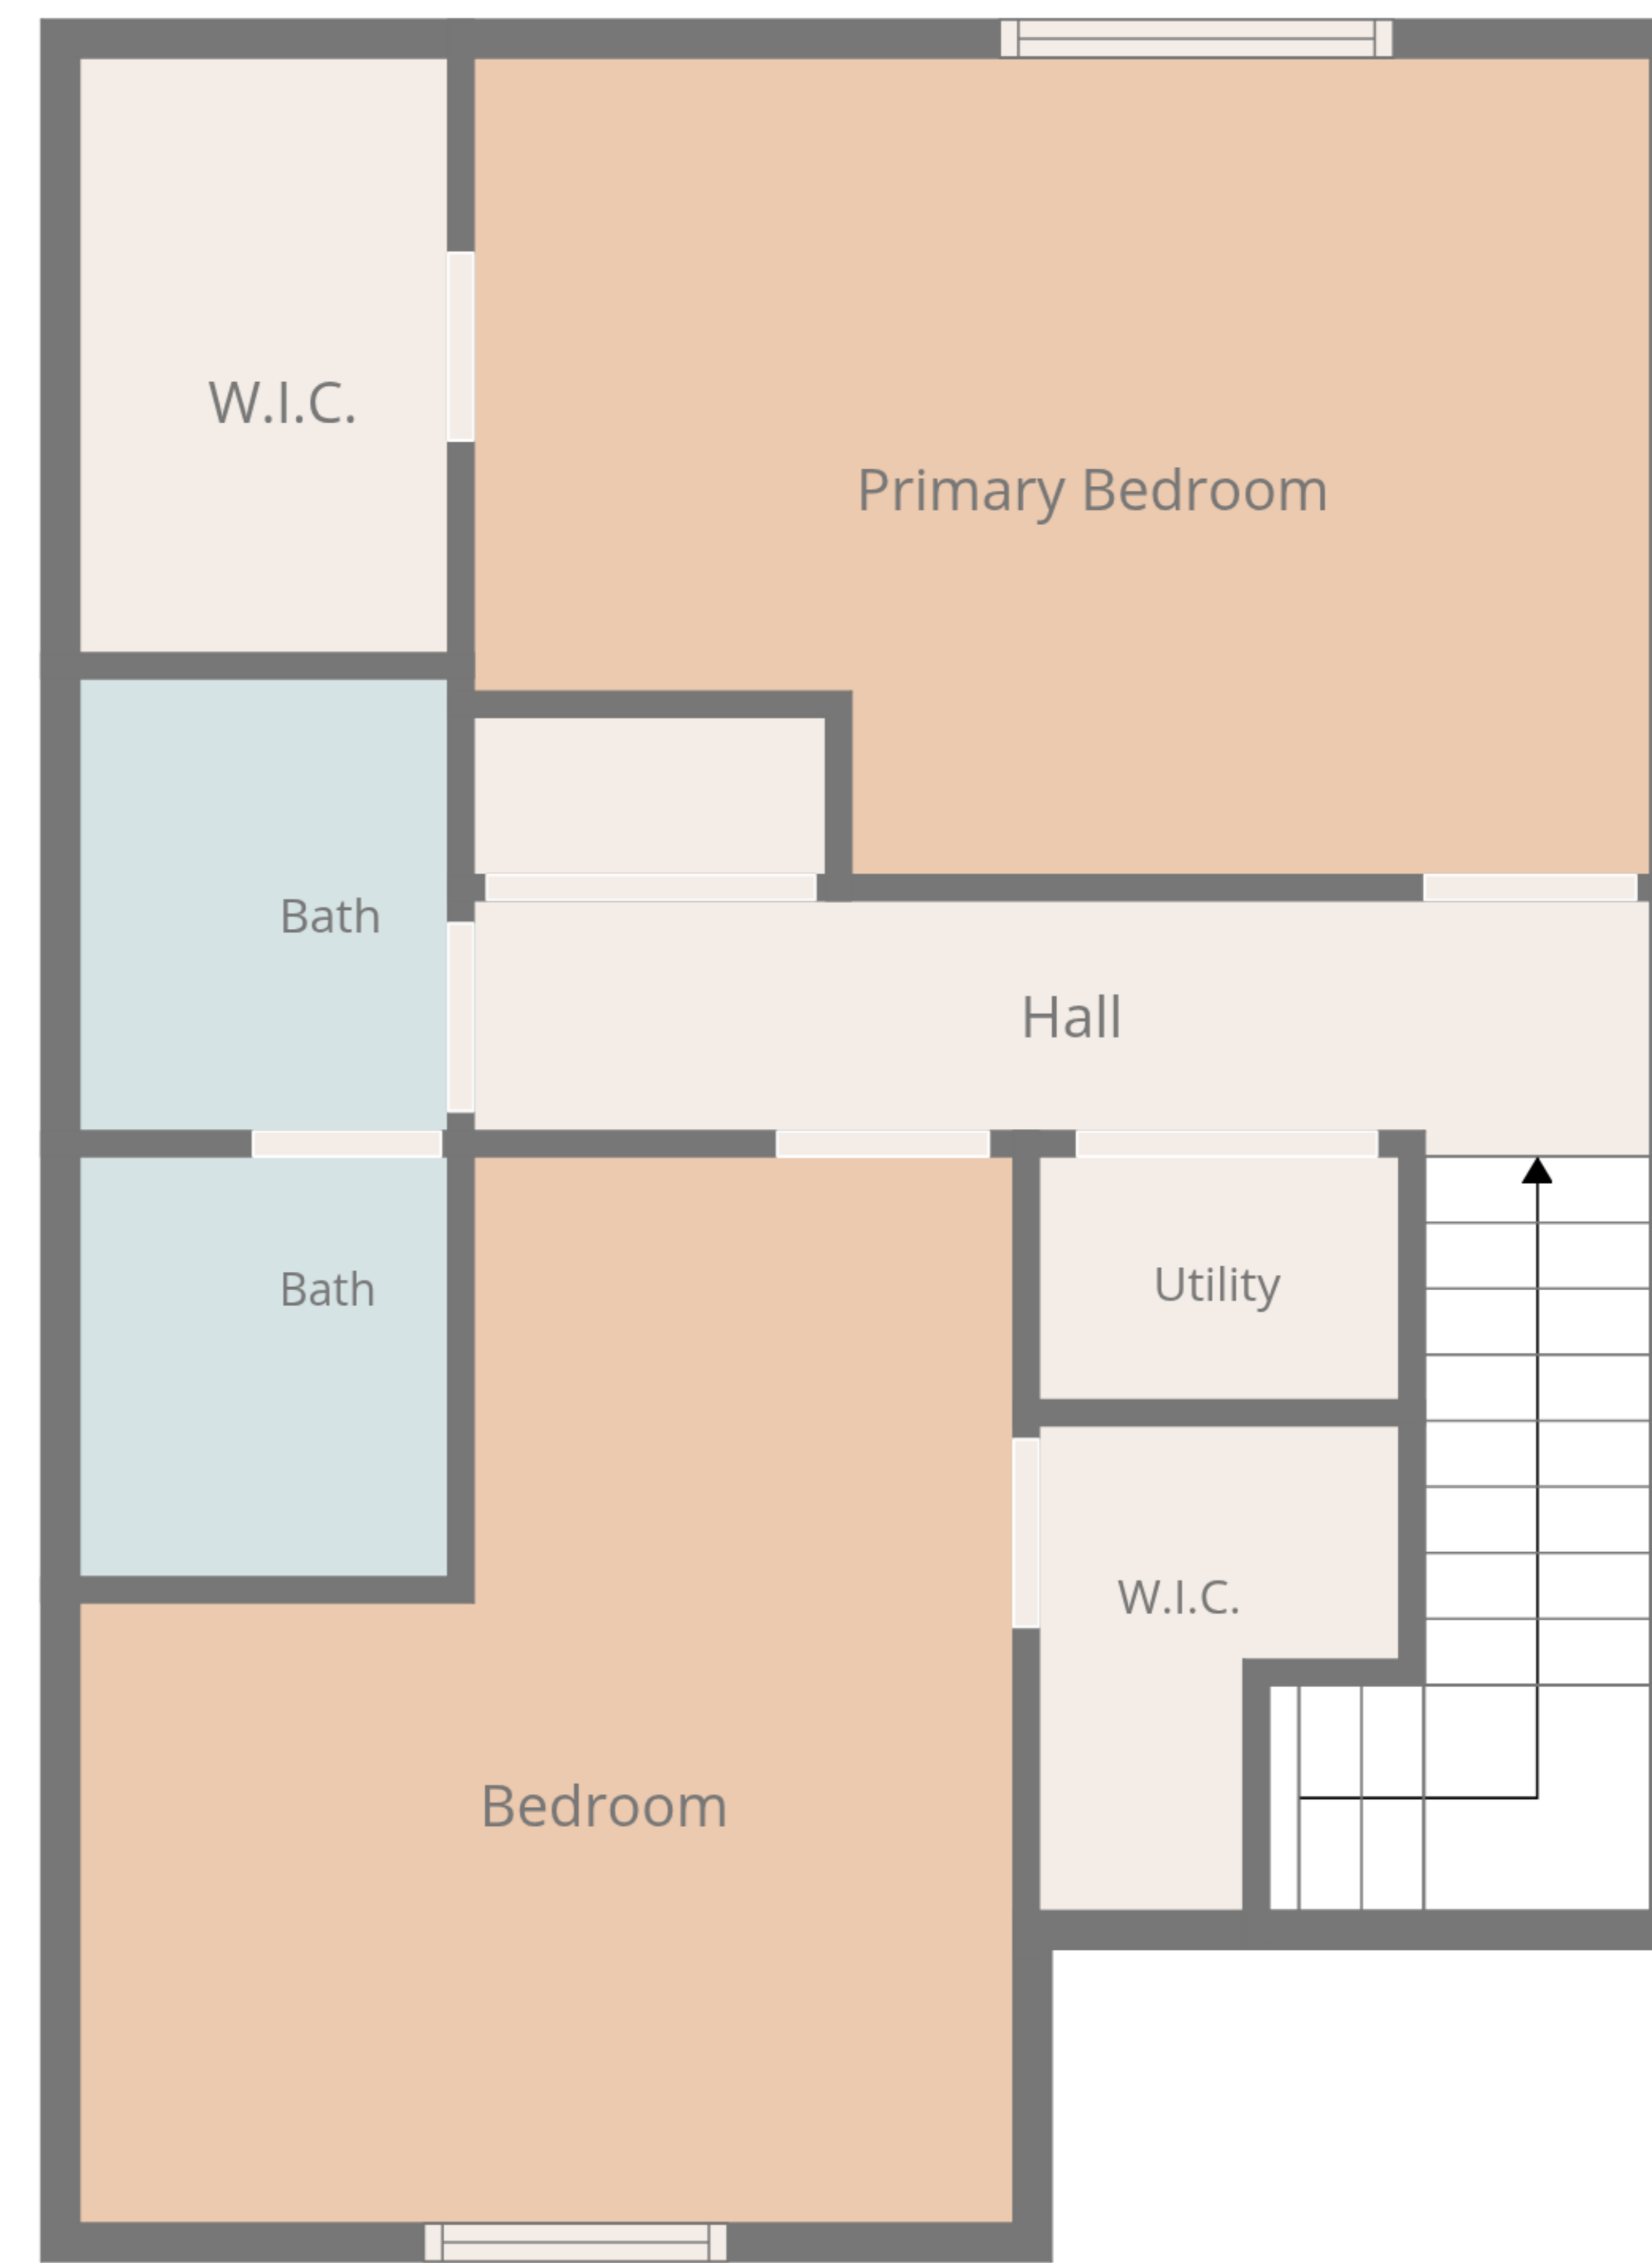 W.I.C.
Primary Bedroom
Bath
Hall
Bath
Utility
W.I.C.
Bedroom